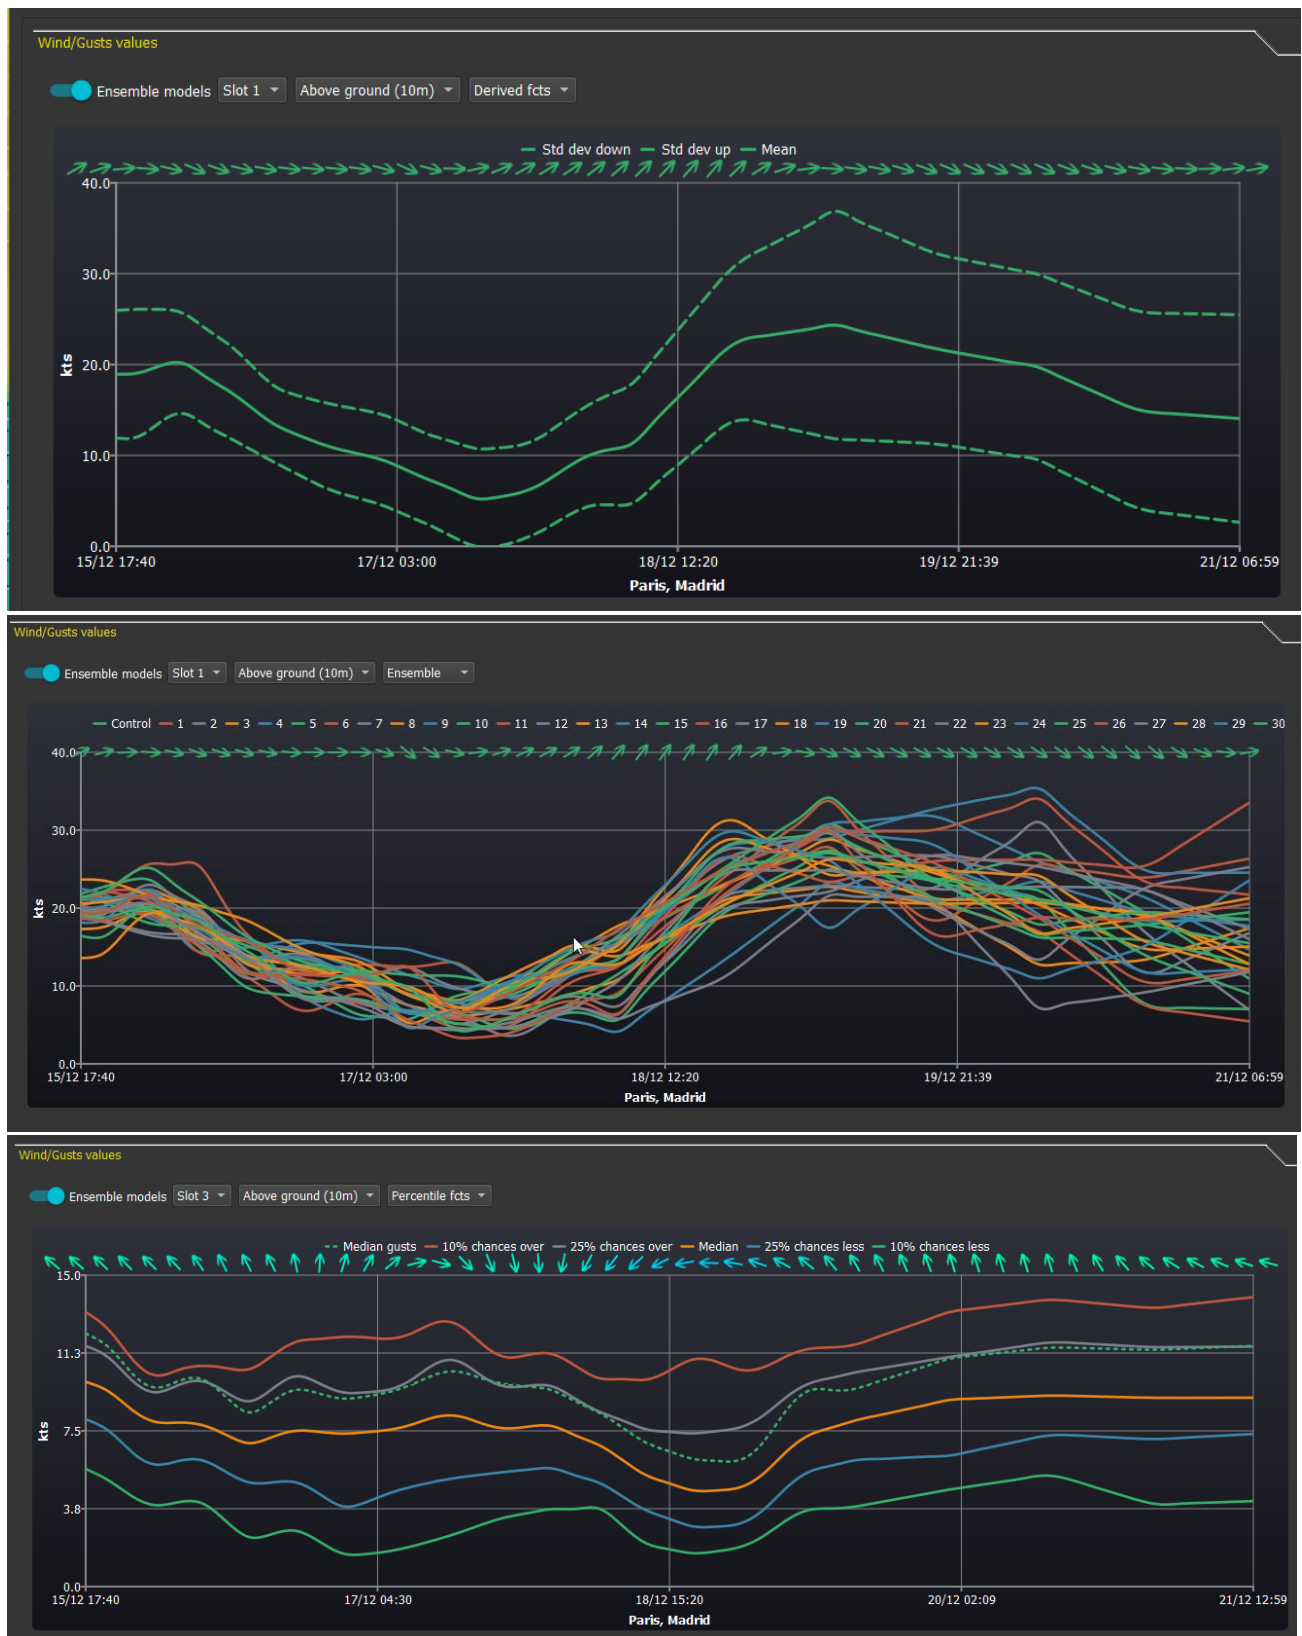 Wind/Gusts values
Ensemble models Slot 1 Above ground (10m) Derived fcts
Std dev down Std dev up Mean
40.0
30.0
kts
20.0
10.0
0.0
15/12 17:40 17/12 03:00 18/12 12:20 19/12 21:39 21/12 06:59
Paris, Madrid
Wind/Gusts values
Ensemble models Slot 1 Above ground (10m) Ensemble
Control 1 2 3 4 5 6 7 8 9 10 11 12 13 14 15 16 17 18 19 20 21 22 23 24 25 26 27 28 29 30
40.0
30.0
kts
20.0
10.0
0.0
15/12 17:40 17/12 03:00 18/12 12:20 19/12 21:39 21/12 06:59
Paris, Madrid
Wind/Gusts values
Ensemble models Slot 3 Above ground (10m) Percentile fcts
Median gusts 10% chances over 25% chances over Median 25% chances less 10% chances less
15.0
11.3
kts
7.5
3.8
0.0
15/12 17:40 17/12 04:30 18/12 15:20 20/12 02:09 21/12 12:59
Paris, Madrid